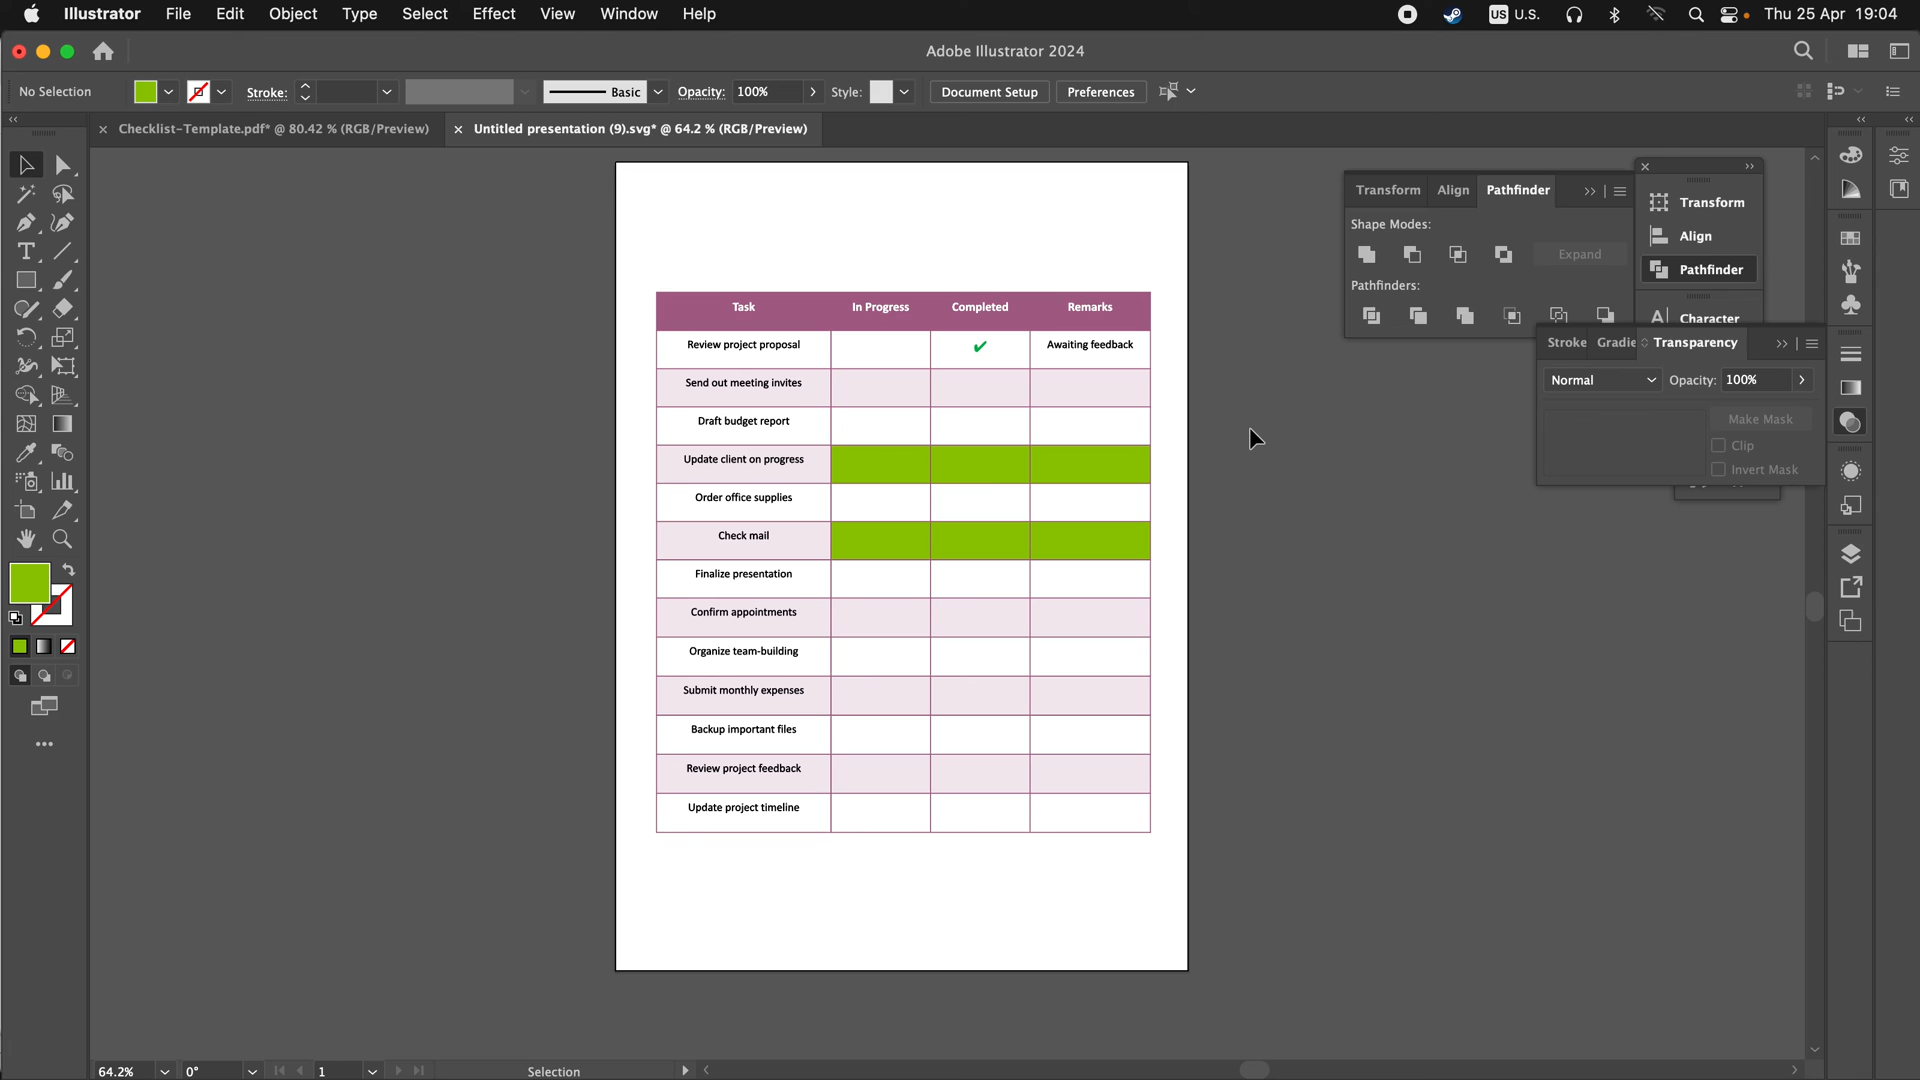 Illustrator File Edit Object Type Select Effect View Window Help
US U.S. Thu 25 Apr 19:04
Adobe Illustrator 2024
No Selection Stroke: Basic Opacity: 100% Style: Document Setup Preferences
Checklist-Template.pdf* @ 80.42 % (RGB/Preview) Untitled presentation (9).svg* @ 64.2 % (RGB/Preview)
Transform Align Pathfinder
Shape Modes:
Expand
Pathfinders:
Transform
Align
Pathfinder
Character
Stroke Gradie Transparency
Normal Opacity: 100%
Make Mask
Clip
Invert Mask
Task In Progress Completed Remarks
Review project proposal ✔ Awaiting feedback
Send out meeting invites
Draft budget report
Update client on progress
Order office supplies
Check mail
Finalize presentation
Confirm appointments
Organize team-building
Submit monthly expenses
Backup important files
Review project feedback
Update project timeline
64.2% 0° 1 Selection